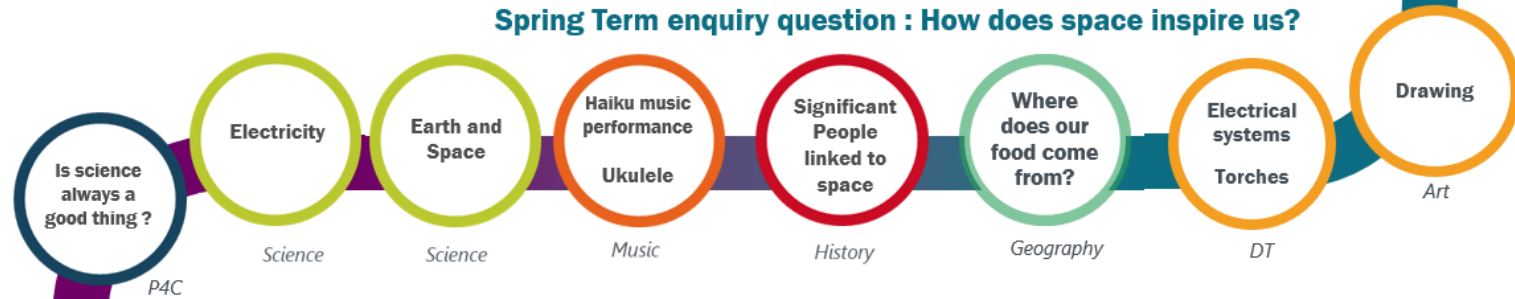 Spring Term enquiry question : How does space inspire us?
Is science
always a
good thing ?
P4C
Electricity
Science
Earth and
Space
Science
Haiku music
performance
Ukulele
Music
Significant
People
linked to
space
History
Where
does our
food come
from?
Geography
Electrical
systems
Torches
DT
Drawing
Art